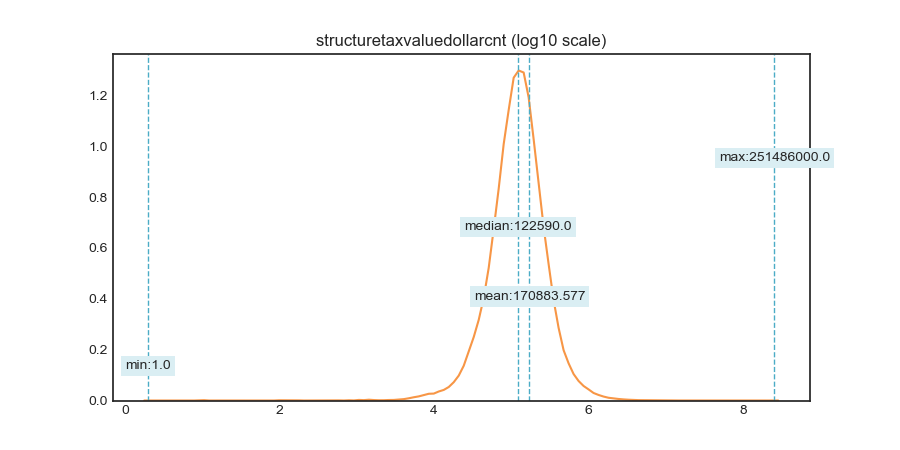 structuretaxvaluedollarcnt (log10 scale)
1.2
1.0
max:251486000.0
0.8
median:122590.0
0.6
0.4
mean:170883.577
0.2
min:1.0
0.0
0 2 4 6 8